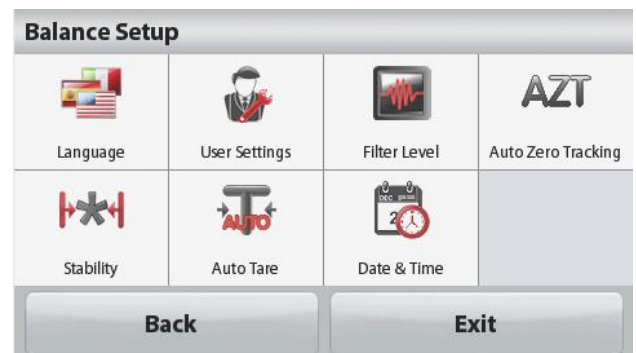 Balance Setup
AZT
Language
User Settings
Filter Level
Auto Zero Tracking
AUTO
DEC
2
Stability
Auto Tare
Date & Time
Back
Exit